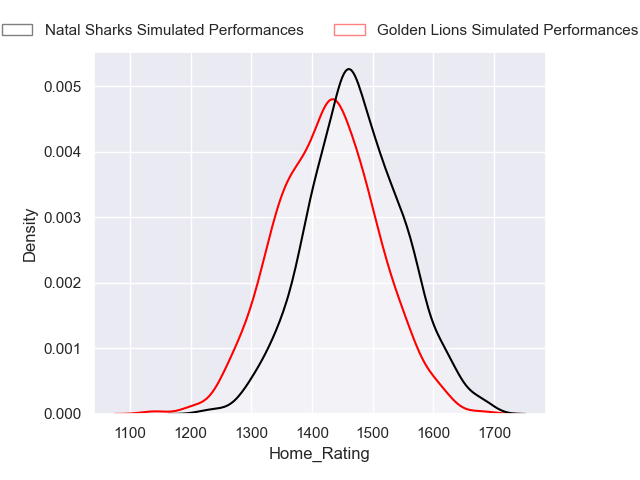 Natal Sharks Simulated Performances
Golden Lions Simulated Performances
0.005
0.004
0.003
0.002
0.001
0.000
Density
1100 1200 1300 1400 1500 1600 1700
Home_Rating